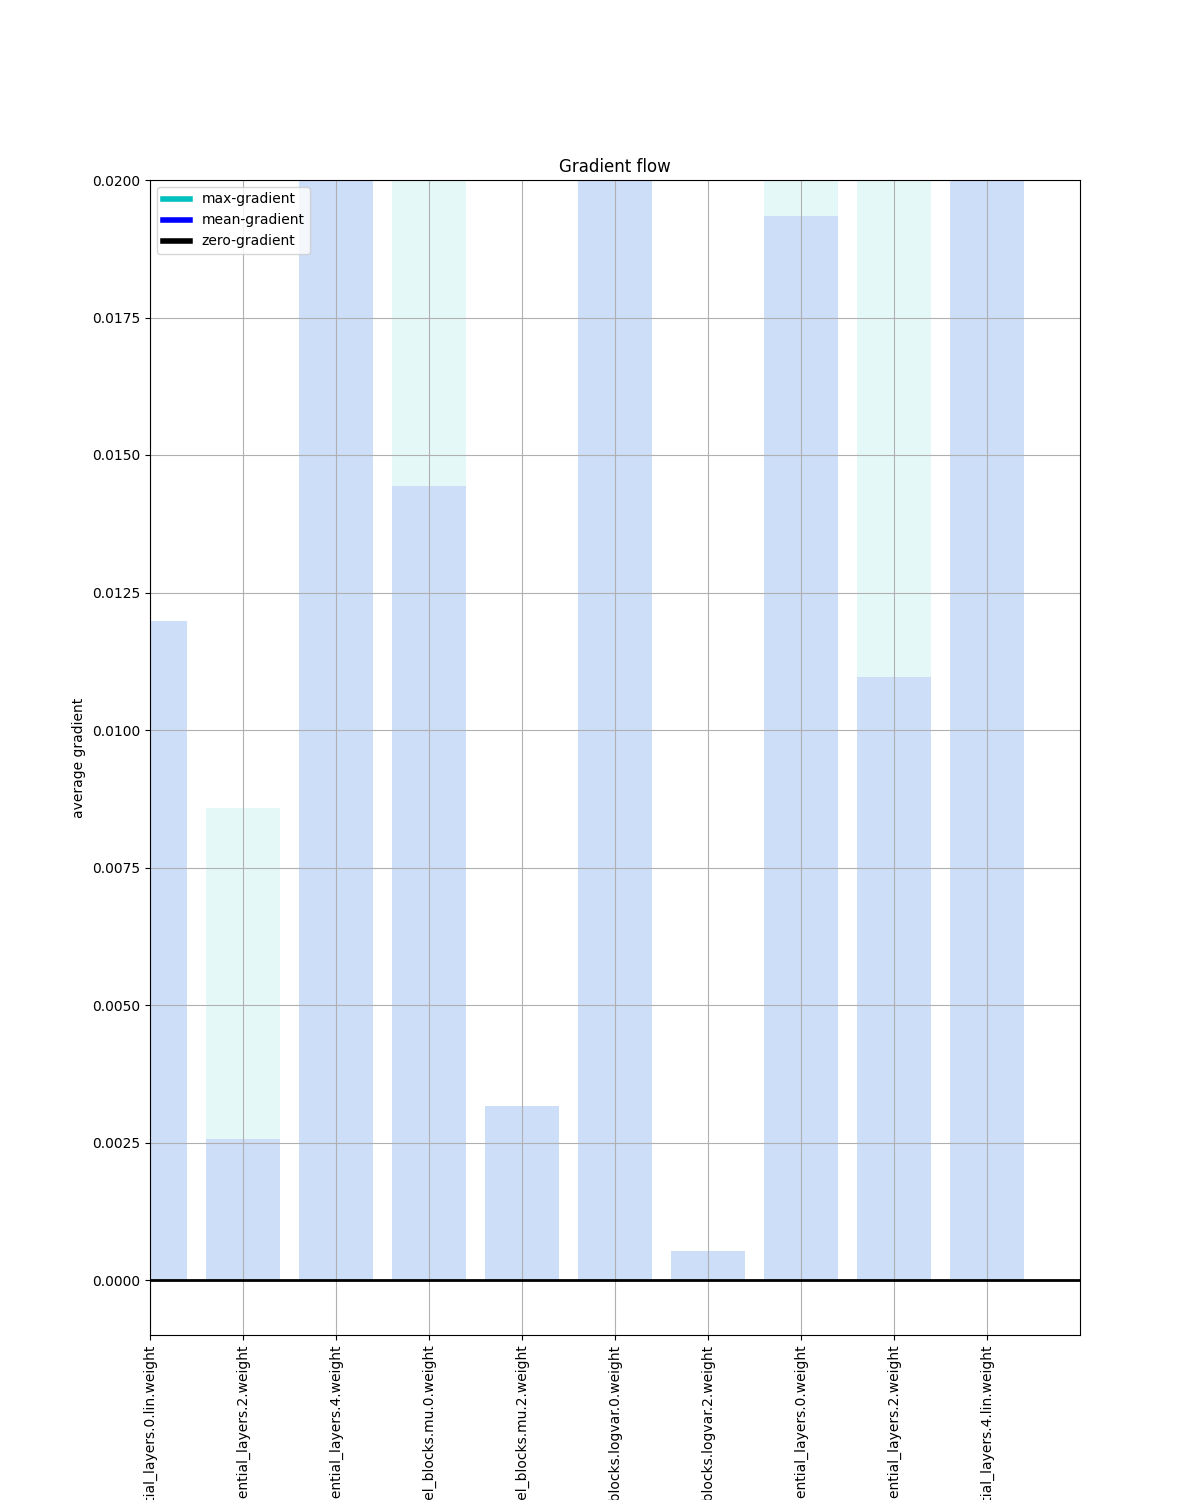 Gradient flow
max-gradient
mean-gradient
zero-gradient
0.0200
0.0175
0.0150
0.0125
0.0100
0.0075
0.0050
0.0025
0.0000
average gradient
tial_layers.0.lin.weight
ential_layers.2.weight
ential_layers.4.weight
el_blocks.mu.0.weight
el_blocks.mu.2.weight
blocks.logvar.0.weight
blocks.logvar.2.weight
ential_layers.0.weight
ential_layers.2.weight
tial_layers.4.lin.weight